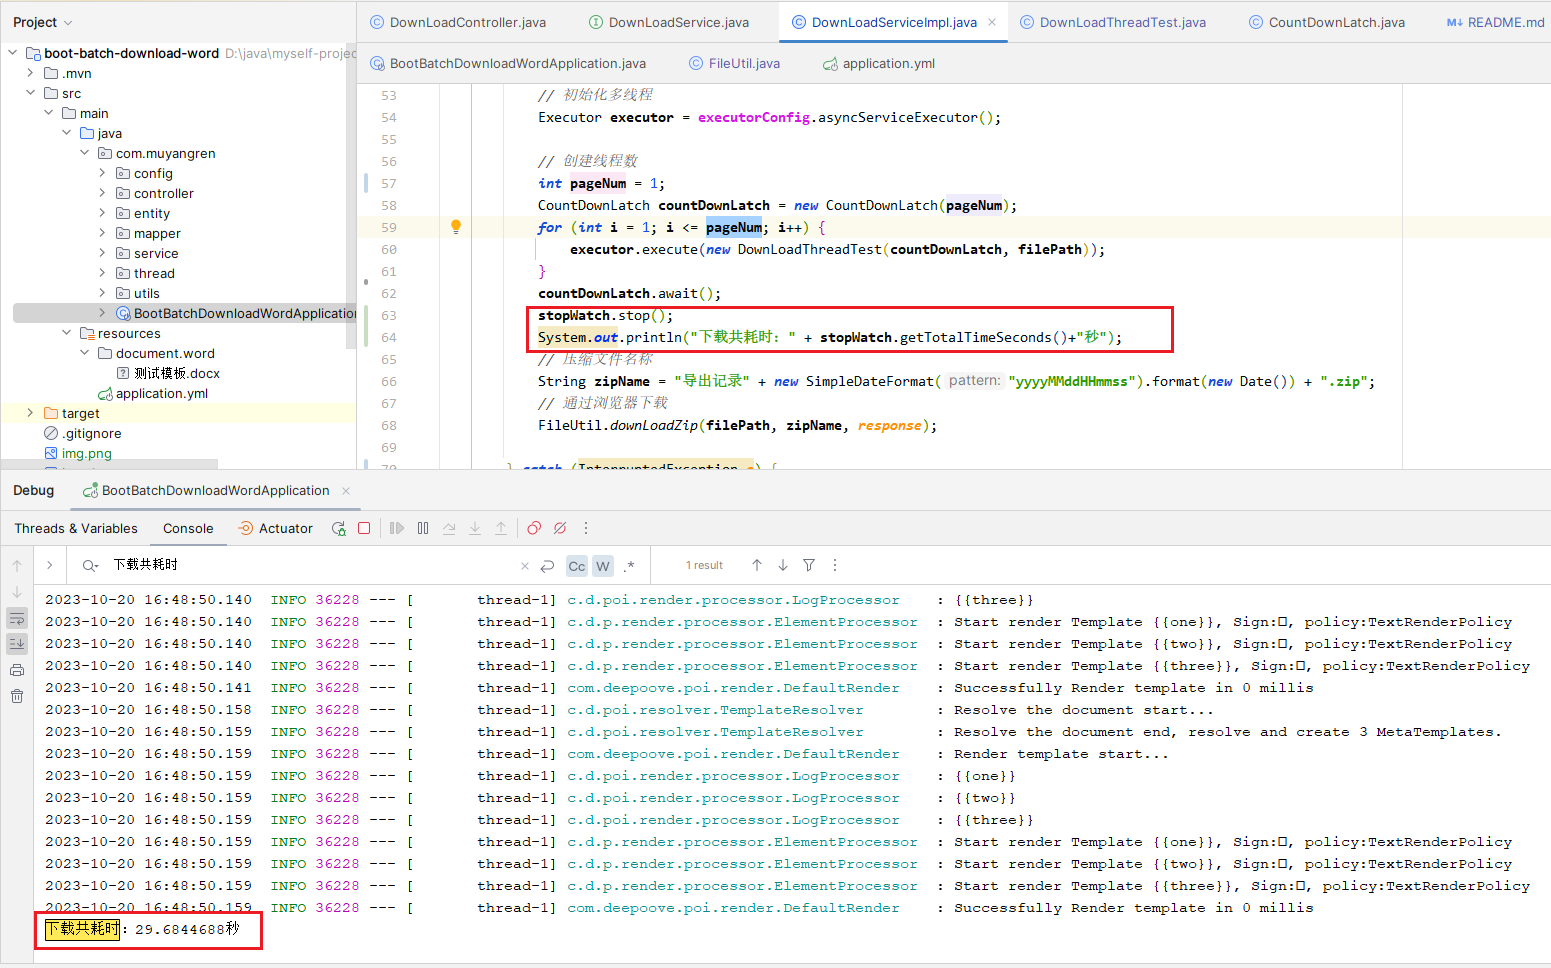 Project
boot-batch-download-word D:\java\myself-projec
.mvn
src
main
java
com.muyangren
config
controller
entity
mapper
service
thread
utils
BootBatchDownloadWordApplication
resources
document.word
测试模板.docx
application.yml
target
.gitignore
img.png
DownLoadController.java
DownLoadService.java
DownLoadServiceImpl.java
DownLoadThreadTest.java
CountDownLatch.java
README.md
BootBatchDownloadWordApplication.java
FileUtil.java
application.yml
53 // 初始化多线程
54 Executor executor = executorConfig.asyncServiceExecutor();
55
56 // 创建线程数
57 int pageNum = 1;
58 CountDownLatch countDownLatch = new CountDownLatch(pageNum);
59 for (int i = 1; i <= pageNum; i++) {
60 executor.execute(new DownLoadThreadTest(countDownLatch, filePath));
61 }
62 countDownLatch.await();
63 stopWatch.stop();
64 System.out.println("下载共耗时：" + stopWatch.getTotalTimeSeconds()+"秒");
65 // 压缩文件名称
66 String zipName = "导出记录" + new SimpleDateFormat( pattern: "yyyyMMddHHmmss").format(new Date()) + ".zip";
67 // 通过浏览器下载
68 FileUtil.downLoadZip(filePath, zipName, response);
69
70 } catch (InterruptedException e) {
Debug
BootBatchDownloadWordApplication
Threads & Variables
Console
Actuator
下载共耗时
Cc
W
.*
1 result
2023-10-20 16:48:50.140 INFO 36228 --- [ thread-1] c.d.poi.render.processor.LogProcessor : {{three}}
2023-10-20 16:48:50.140 INFO 36228 --- [ thread-1] c.d.p.render.processor.ElementProcessor : Start render Template {{one}}, Sign:□, policy:TextRenderPolicy
2023-10-20 16:48:50.140 INFO 36228 --- [ thread-1] c.d.p.render.processor.ElementProcessor : Start render Template {{two}}, Sign:□, policy:TextRenderPolicy
2023-10-20 16:48:50.140 INFO 36228 --- [ thread-1] c.d.p.render.processor.ElementProcessor : Start render Template {{three}}, Sign:□, policy:TextRenderPolicy
2023-10-20 16:48:50.141 INFO 36228 --- [ thread-1] com.deepoove.poi.render.DefaultRender : Successfully Render template in 0 millis
2023-10-20 16:48:50.158 INFO 36228 --- [ thread-1] c.d.poi.resolver.TemplateResolver : Resolve the document start...
2023-10-20 16:48:50.159 INFO 36228 --- [ thread-1] c.d.poi.resolver.TemplateResolver : Resolve the document end, resolve and create 3 MetaTemplates.
2023-10-20 16:48:50.159 INFO 36228 --- [ thread-1] com.deepoove.poi.render.DefaultRender : Render template start...
2023-10-20 16:48:50.159 INFO 36228 --- [ thread-1] c.d.poi.render.processor.LogProcessor : {{one}}
2023-10-20 16:48:50.159 INFO 36228 --- [ thread-1] c.d.poi.render.processor.LogProcessor : {{two}}
2023-10-20 16:48:50.159 INFO 36228 --- [ thread-1] c.d.poi.render.processor.LogProcessor : {{three}}
2023-10-20 16:48:50.159 INFO 36228 --- [ thread-1] c.d.p.render.processor.ElementProcessor : Start render Template {{one}}, Sign:□, policy:TextRenderPolicy
2023-10-20 16:48:50.159 INFO 36228 --- [ thread-1] c.d.p.render.processor.ElementProcessor : Start render Template {{two}}, Sign:□, policy:TextRenderPolicy
2023-10-20 16:48:50.159 INFO 36228 --- [ thread-1] c.d.p.render.processor.ElementProcessor : Start render Template {{three}}, Sign:□, policy:TextRenderPolicy
2023-10-20 16:48:50.159 INFO 36228 --- [ thread-1] com.deepoove.poi.render.DefaultRender : Successfully Render template in 0 millis
下载共耗时：29.6844688秒